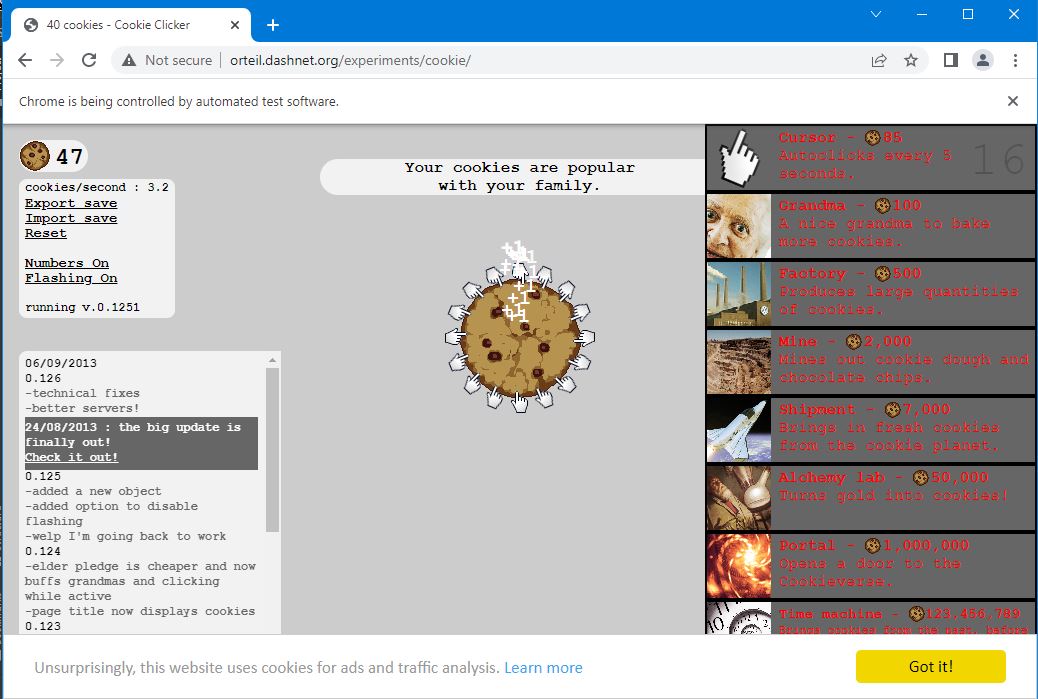 40 cookies - Cookie Clicker
Not secure
orteil.dashnet.org/experiments/cookie/
Chrome is being controlled by automated test software.
47
cookies/second : 3.2
Export save
Import save
Reset
Numbers On
Flashing On
running v.0.1251
Your cookies are popular
with your family.
+1
+1
+1
+1
06/09/2013
0.126
-technical fixes
-better servers!
24/08/2013 : the big update is
finally out!
Check it out!
0.125
-added a new object
-added option to disable
flashing
-welp I'm going back to work
0.124
-elder pledge is cheaper and now
buffs grandmas and clicking
while active
-page title now displays cookies
0.123
Cursor - 85
Autoclicks every 5
seconds.
16
Grandma - 100
A nice grandma to bake
more cookies.
Factory - 500
Produces large quantities
of cookies.
Mine - 2,000
Mines out cookie dough and
chocolate chips.
Shipment - 7,000
Brings in fresh cookies
from the cookie planet.
Alchemy lab - 50,000
Turns gold into cookies!
Portal - 1,000,000
Opens a door to the
Cookieverse.
Time machine - 123,456,789
Brings cookies from the past, before
Unsurprisingly, this website uses cookies for ads and traffic analysis. Learn more
Got it!